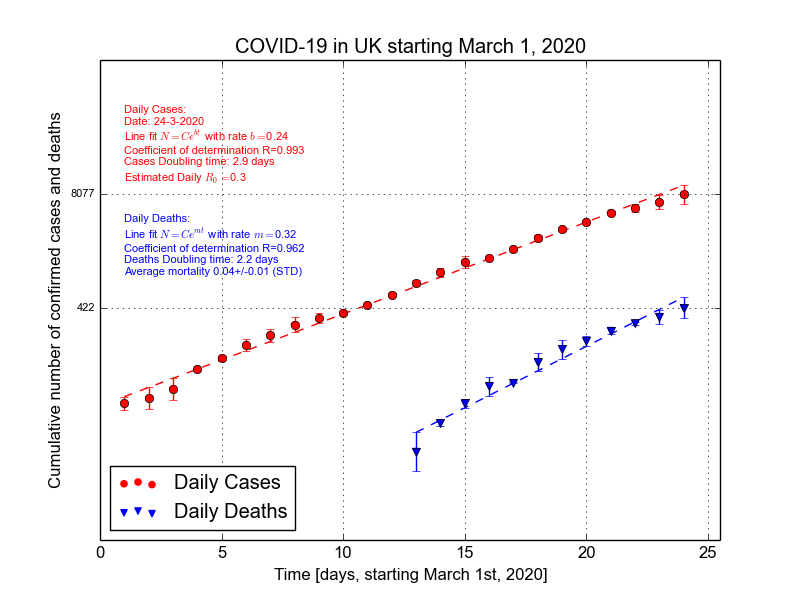 COVID-19 in UK starting March 1, 2020
Daily Cases:
Date: 24-3-2020
Line fit N=Ce^{bt} with rate b=0.24
Coefficient of determination R=0.993
Cases Doubling time: 2.9 days
Estimated Daily R_0=0.3
Daily Deaths:
Line fit N=Ce^{mt} with rate m=0.32
Coefficient of determination R=0.962
Deaths Doubling time: 2.2 days
Average mortality 0.04+/-0.01 (STD)
8077
422
Cumulative number of confirmed cases and deaths
Daily Cases
Daily Deaths
0 5 10 15 20 25
Time [days, starting March 1st, 2020]